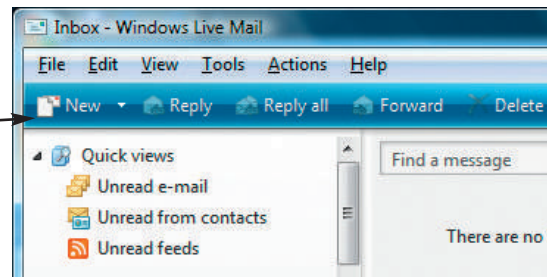 Inbox - Windows Live Mail
File Edit View Tools Actions Help
New Reply Reply all Forward Delete
Quick views
Find a message
Unread e-mail
Unread from contacts
There are no
Unread feeds